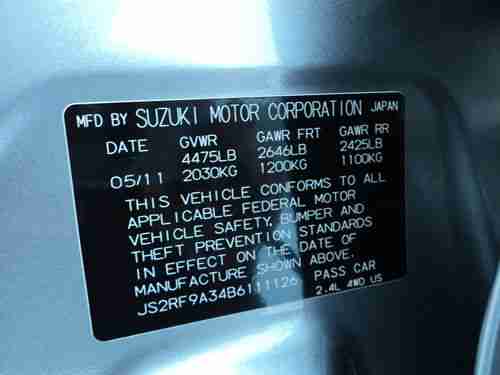 MFD BY SUZUKI MOTOR CORPORATION JAPAN
DATE GVWR GAWR FRT GAWR RR
4475LB 2646LB 2425LB
05/11 2030KG 1200KG 1100KG
THIS VEHICLE CONFORMS TO ALL
APPLICABLE FEDERAL MOTOR
VEHICLE SAFETY, BUMPER AND
THEFT PREVENTION STANDARDS
IN EFFECT ON THE DATE OF
MANUFACTURE SHOWN ABOVE.
JS2RF9A34B6111126 PASS CAR
2.4L 4WD US